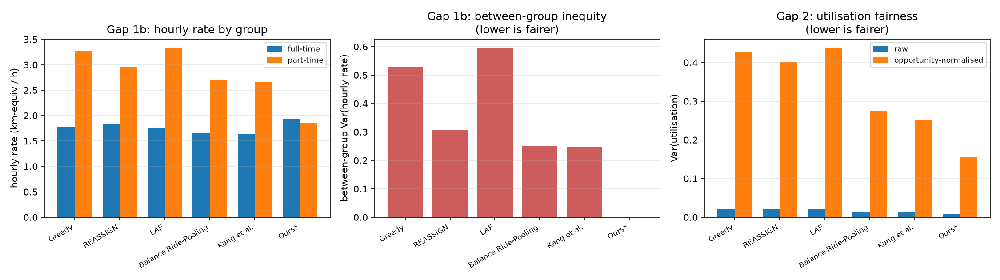 Gap 1b: hourly rate by group
hourly rate (km-equiv / h)
3.5
3.0
2.5
2.0
1.5
1.0
0.5
0.0
full-time
part-time
Greedy
REASSIGN
LAF
Balance Ride-Pooling
Kang et al.
Ours*
Gap 1b: between-group inequity
(lower is fairer)
between-group Var(hourly rate)
0.6
0.5
0.4
0.3
0.2
0.1
0.0
Greedy
REASSIGN
LAF
Balance Ride-Pooling
Kang et al.
Ours*
Gap 2: utilisation fairness
(lower is fairer)
Var(utilisation)
0.4
0.3
0.2
0.1
0.0
raw
opportunity-normalised
Greedy
REASSIGN
LAF
Balance Ride-Pooling
Kang et al.
Ours*